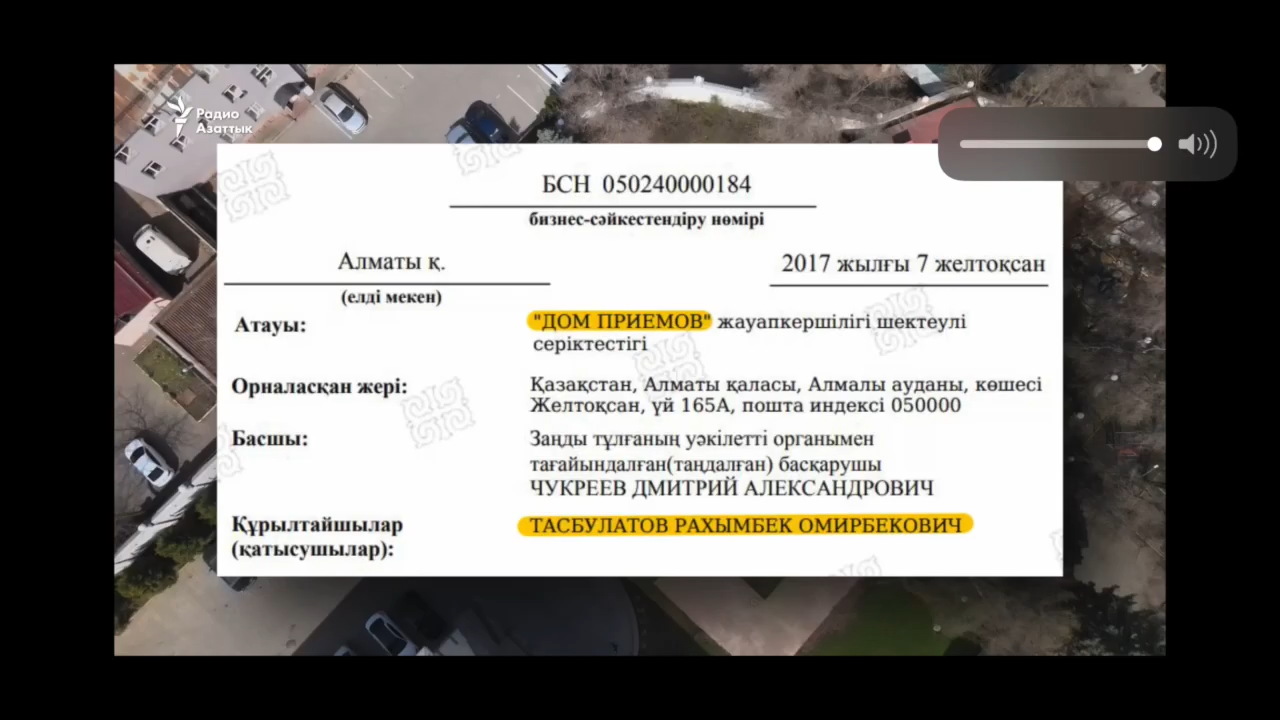 Радио
Азаттык
БСН 050240000184
бизнес-сәйкестендіру нөмірі
Алматы қ.
2017 жылғы 7 желтоқсан
(елді мекен)
Атауы:
"ДОМ ПРИЕМОВ" жауапкершілігі шектеулі
серіктестігі
Орналасқан жері:
Қазақстан, Алматы қаласы, Алмалы ауданы, көшесі
Желтоқсан, үй 165А, пошта индексі 050000
Басшы:
Заңды тұлғаның уәкілетті органымен
тағайындалған(таңдалған) басқарушы
ЧУКРЕЕВ ДМИТРИЙ АЛЕКСАНДРОВИЧ
Құрылтайшылар
(қатысушылар):
ТАСБУЛАТОВ РАХЫМБЕК ОМИРБЕКОВИЧ